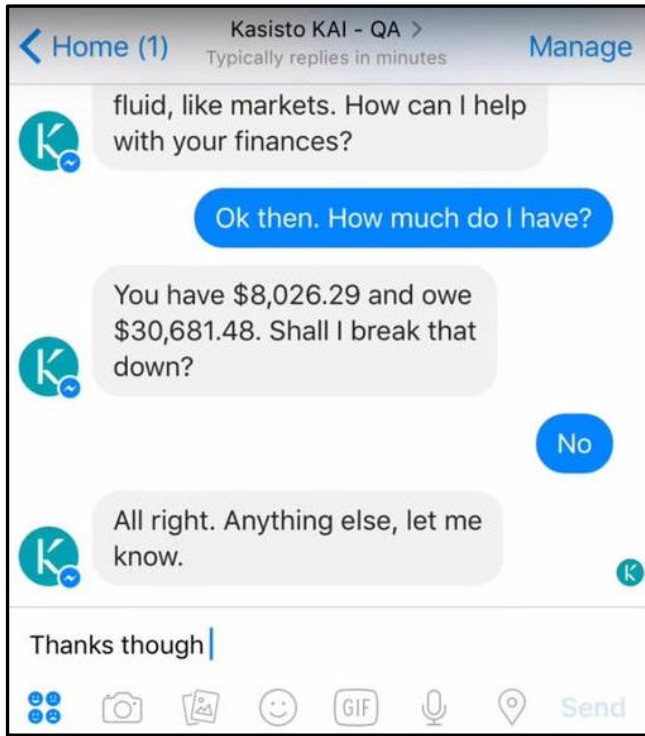 Kasisto KAI - QA >
Home (1)
Typically replies in minutes
Manage
fluid, like markets. How can I help
with your finances?
Ok then. How much do I have?
You have $8,026.29 and owe
$30,681.48. Shall I break that
down?
No
All right. Anything else, let me
know.
Thanks though
GIF
Send